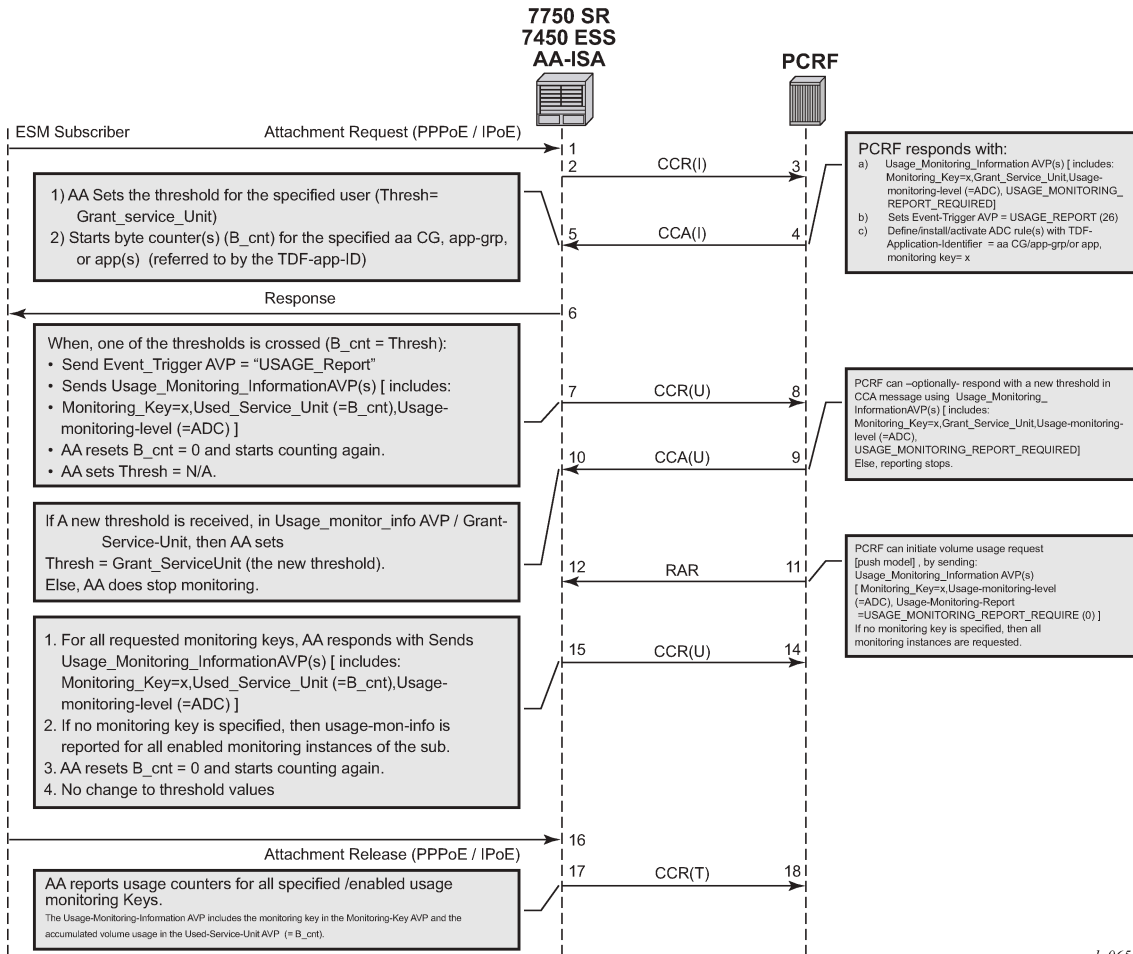 7750 SR
7450 ESS
AA-ISA
PCRF
ESM Subscriber
Attachment Request (PPPoE / IPoE)
1
2
CCR(I)
3
PCRF responds with:
a) Usage_Monitoring_Information AVP(s) [ includes:
Monitoring_Key=x,Grant_Service_Unit,Usage-
monitoring-level (=ADC), USAGE_MONITORING_
REPORT_REQUIRED]
b) Sets Event-Trigger AVP = USAGE_REPORT (26)
c) Define/install/activate ADC rule(s) with TDF-
Application-Identifier = aa CG/app-grp/or app,
monitoring key= x
1) AA Sets the threshold for the specified user (Thresh=
Grant_service_Unit)
2) Starts byte counter(s) (B_cnt) for the specified aa CG, app-grp,
or app(s) (referred to by the TDF-app-ID)
5
CCA(I)
4
Response
6
When, one of the thresholds is crossed (B_cnt = Thresh):
• Send Event_Trigger AVP = “USAGE_Report”
• Sends Usage_Monitoring_InformationAVP(s) [ includes:
• Monitoring_Key=x,Used_Service_Unit (=B_cnt),Usage-
monitoring-level (=ADC) ]
• AA resets B_cnt = 0 and starts counting again.
• AA sets Thresh = N/A.
7
CCR(U)
8
PCRF can –optionally- respond with a new threshold in
CCA message using Usage_Monitoring_
InformationAVP(s) [ includes:
Monitoring_Key=x,Grant_Service_Unit,Usage-monitoring-
level (=ADC),
USAGE_MONITORING_REPORT_REQUIRED]
Else, reporting stops.
10
CCA(U)
9
If A new threshold is received, in Usage_monitor_info AVP / Grant-
Service-Unit, then AA sets
Thresh = Grant_ServiceUnit (the new threshold).
Else, AA does stop monitoring.
12
RAR
11
PCRF can initiate volume usage request
[push model] , by sending:
Usage_Monitoring_Information AVP(s)
[ Monitoring_Key=x,Usage-monitoring-level
(=ADC), Usage-Monitoring-Report
=USAGE_MONITORING_REPORT_REQUIRE (0) ]
If no monitoring key is specified, then all
monitoring instances are requested.
1. For all requested monitoring keys, AA responds with Sends
Usage_Monitoring_InformationAVP(s) [ includes:
Monitoring_Key=x,Used_Service_Unit (=B_cnt),Usage-
monitoring-level (=ADC) ]
2. If no monitoring key is specified, then usage-mon-info is
reported for all enabled monitoring instances of the sub.
3. AA resets B_cnt = 0 and starts counting again.
4. No change to threshold values
15
CCR(U)
14
16
Attachment Release (PPPoE / IPoE)
17
CCR(T)
18
AA reports usage counters for all specified /enabled usage
monitoring Keys.
The Usage-Monitoring-Information AVP includes the monitoring key in the Monitoring-Key AVP and the
accumulated volume usage in the Used-Service-Unit AVP (= B_cnt).